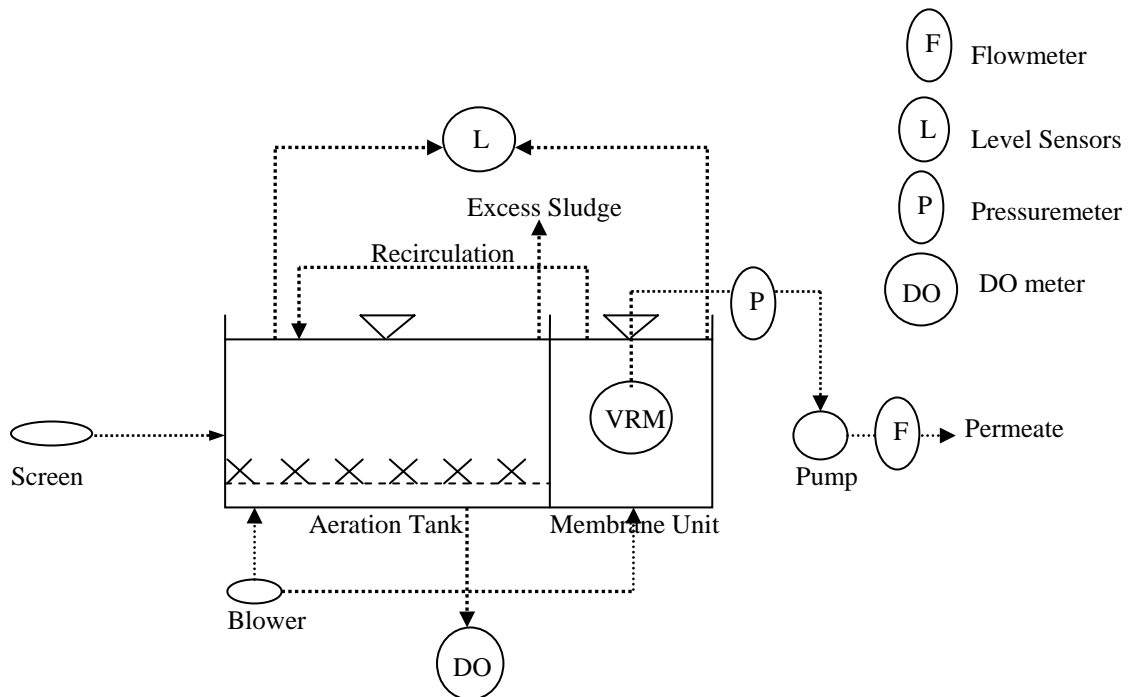 F
Flowmeter
L
Level Sensors
L
Excess Sludge
P
Pressuremeter
Recirculation
P
DO
DO meter
VRM
F
Permeate
Screen
Pump
Aeration Tank
Membrane Unit
Blower
DO